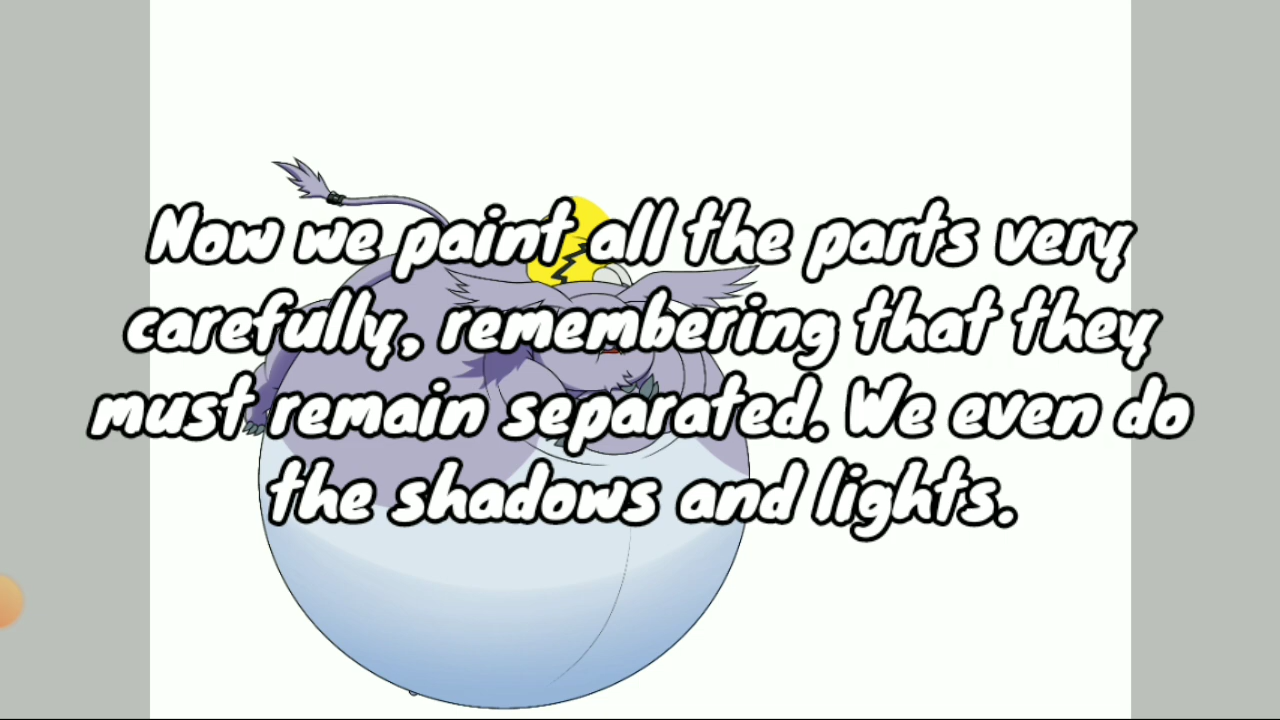 Now we paint all the parts very
carefully, remembering that they
must remain separated. We even do
the shadows and lights.